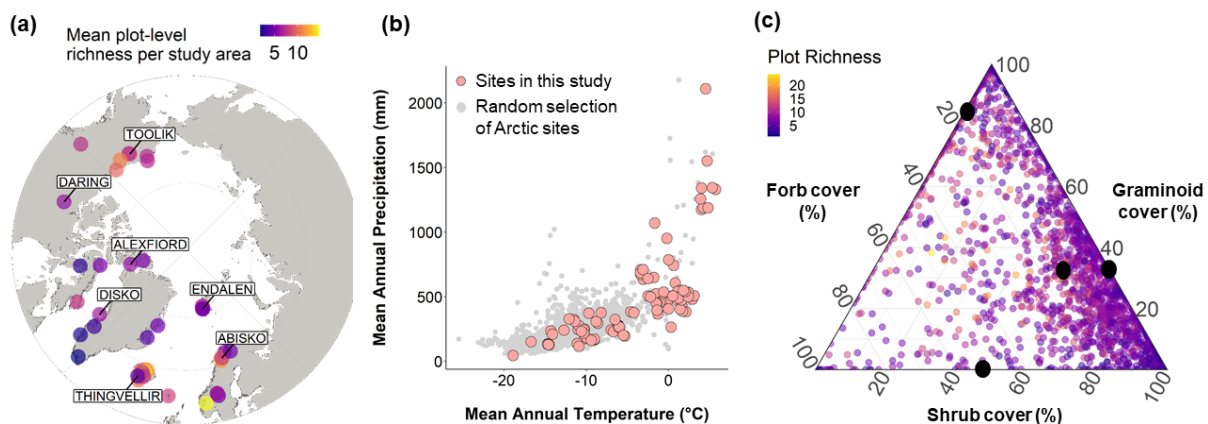 (a)
Mean plot-level
richness per study area
5 10
TOOLIK
DARING
ALEXFIORD
DISKO
ENDALEN
ABISKO
THINGVELLIR
(b)
Sites in this study
Random selection
of Arctic sites
Mean Annual Precipitation (mm)
2000
1500
1000
500
0
-20 -10 0
Mean Annual Temperature (°C)
(c)
Plot Richness
20
15
10
5
Forb cover
(%)
20
40
60
80
100
Graminoid
cover (%)
100
80
60
40
20
20 40 60 80 100
Shrub cover (%)